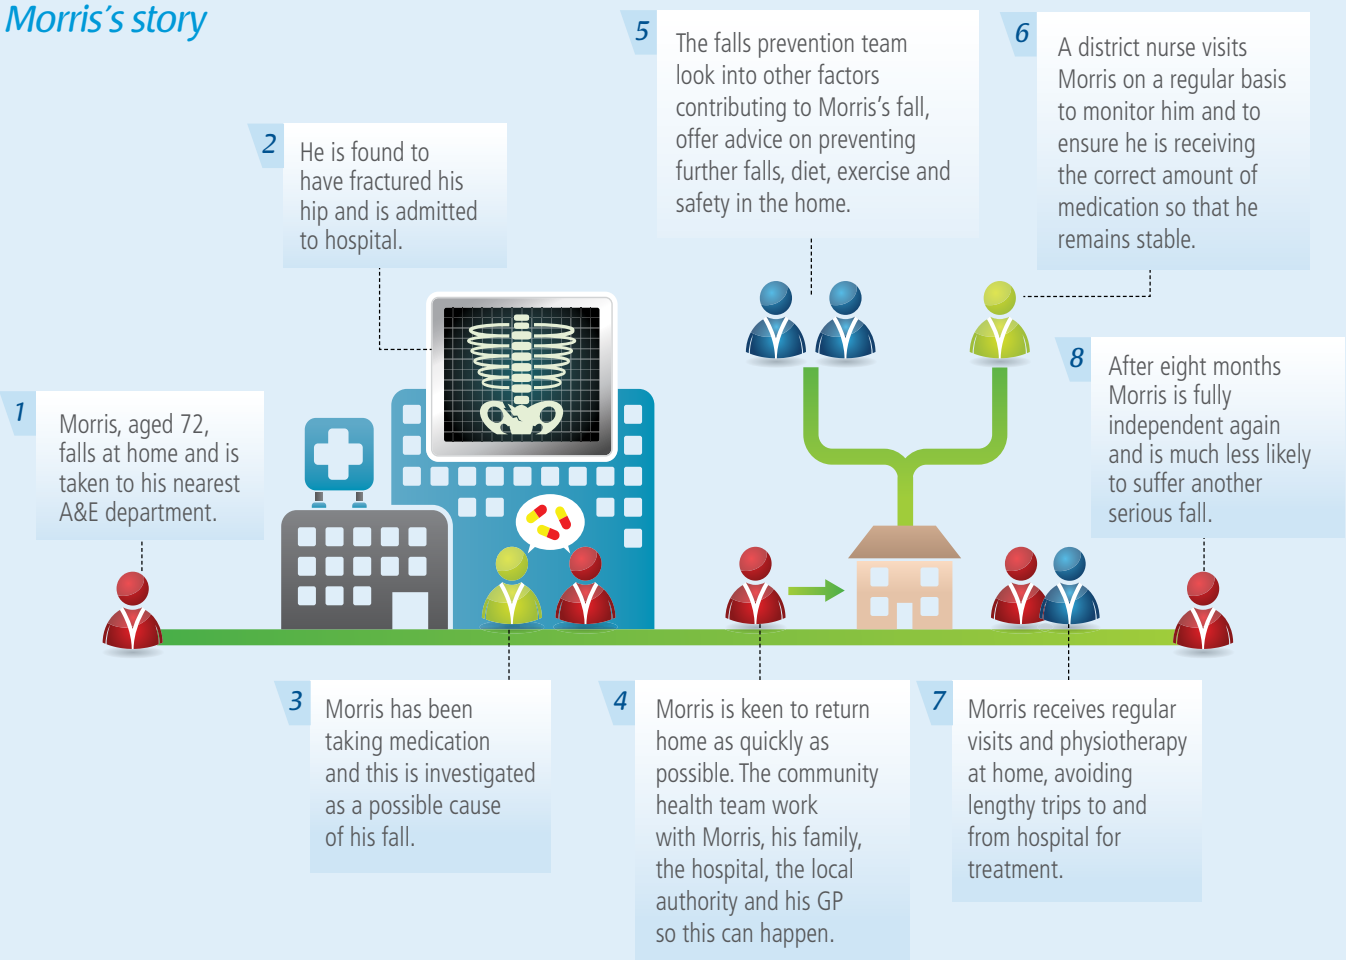 Morris's story
1
Morris, aged 72,
falls at home and is
taken to his nearest
A&E department.
2
He is found to
have fractured his
hip and is admitted
to hospital.
3
Morris has been
taking medication
and this is investigated
as a possible cause
of his fall.
4
Morris is keen to return
home as quickly as
possible. The community
health team work
with Morris, his family,
the hospital, the local
authority and his GP
so this can happen.
5
The falls prevention team
look into other factors
contributing to Morris's fall,
offer advice on preventing
further falls, diet, exercise and
safety in the home.
6
A district nurse visits
Morris on a regular basis
to monitor him and to
ensure he is receiving
the correct amount of
medication so that he
remains stable.
7
Morris receives regular
visits and physiotherapy
at home, avoiding
lengthy trips to and
from hospital for
treatment.
8
After eight months
Morris is fully
independent again
and is much less likely
to suffer another
serious fall.